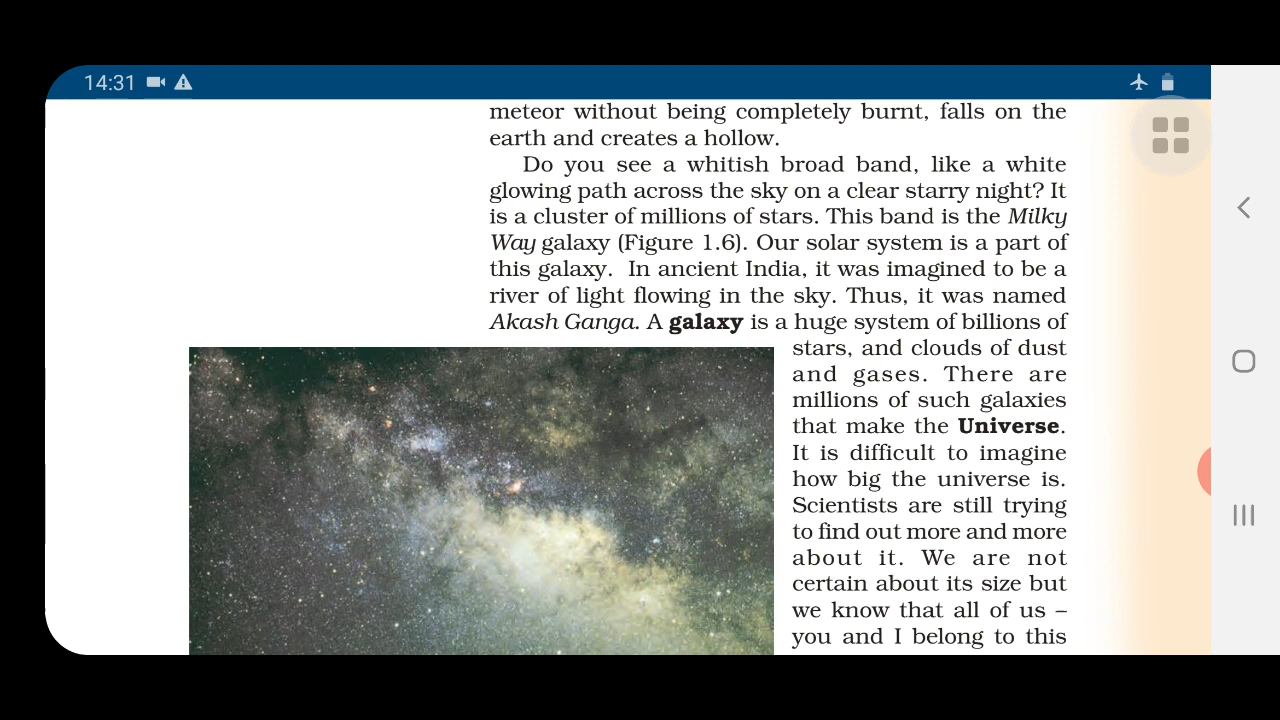 14:31
meteor without being completely burnt, falls on the
earth and creates a hollow.
Do you see a whitish broad band, like a white
glowing path across the sky on a clear starry night? It
is a cluster of millions of stars. This band is the Milky
Way galaxy (Figure 1.6). Our solar system is a part of
this galaxy. In ancient India, it was imagined to be a
river of light flowing in the sky. Thus, it was named
Akash Ganga. A galaxy is a huge system of billions of
stars, and clouds of dust
and gases. There are
millions of such galaxies
that make the Universe.
It is difficult to imagine
how big the universe is.
Scientists are still trying
to find out more and more
about it. We are not
certain about its size but
we know that all of us –
you and I belong to this